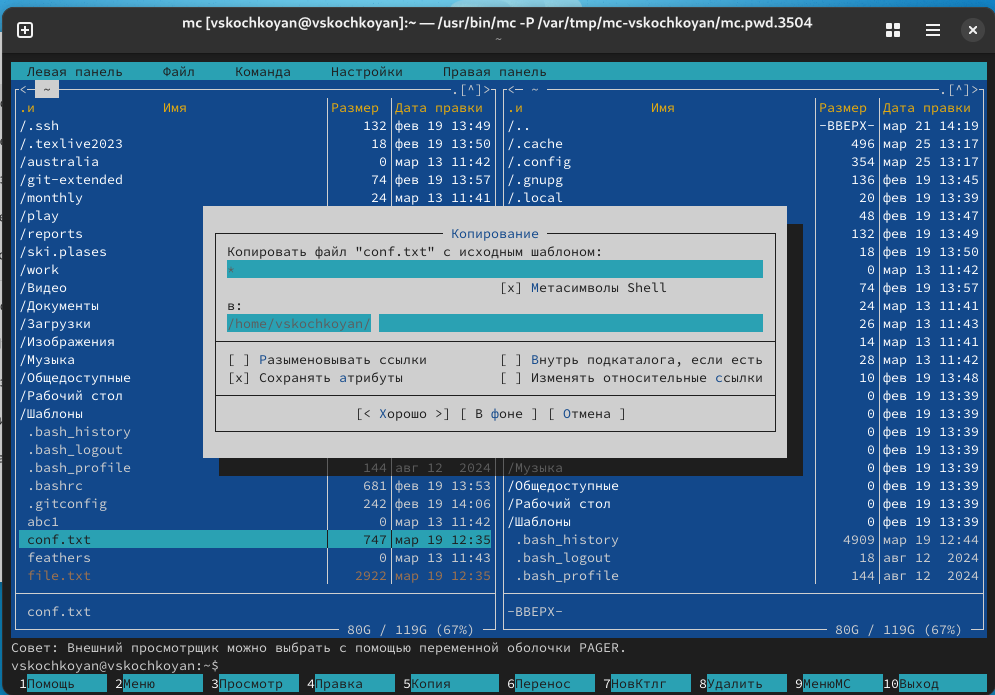 mc [vskochkoyan@vskochkoyan]:~ — /usr/bin/mc -P /var/tmp/mc-vskochkoyan/mc.pwd.3504
~
Левая панель Файл Команда Настройки Правая панель
<─ ~ .[^]> <─ ~ .[^]>
.и Имя Размер Дата правки .и Имя Размер Дата правки
/.ssh 132 фев 19 13:49 /.. -ВВЕРХ- мар 21 14:19
/.texlive2023 18 фев 19 13:50 /.cache 496 мар 25 13:17
/australia 0 мар 13 11:42 /.config 354 мар 25 13:17
/git-extended 74 фев 19 13:57 /.gnupg 136 фев 19 13:45
/monthly 24 мар 13 11:41 /.local 20 фев 19 13:39
/play 48 фев 19 13:47
/reports 132 фев 19 13:49
/ski.plases 18 фев 19 13:50
/work 0 мар 13 11:42
/Видео 74 фев 19 13:57
/Документы 24 мар 13 11:41
/Загрузки 26 мар 13 11:43
/Изображения 14 мар 13 11:41
/Музыка 28 мар 13 11:42
/Общедоступные 10 фев 19 13:48
/Рабочий стол 0 фев 19 13:39
/Шаблоны 0 фев 19 13:39
.bash_history 0 фев 19 13:39
.bash_logout 0 фев 19 13:39
.bash_profile 144 авг 12 2024 /Музыка 0 фев 19 13:39
.bashrc 681 фев 19 13:53 /Общедоступные 0 фев 19 13:39
.gitconfig 242 фев 19 14:06 /Рабочий стол 0 фев 19 13:39
abc1 0 мар 13 11:42 /Шаблоны 0 фев 19 13:39
conf.txt 747 мар 19 12:35 .bash_history 4909 мар 19 12:44
feathers 0 мар 13 11:43 .bash_logout 18 авг 12 2024
file.txt 2922 мар 19 12:35 .bash_profile 144 авг 12 2024
conf.txt -ВВЕРХ-
80G / 119G (67%) 80G / 119G (67%)
Копирование
Копировать файл "conf.txt" с исходным шаблоном:
*
[x] Метасимволы Shell
в:
/home/vskochkoyan/
[ ] Разыменовывать ссылки [ ] Внутрь подкаталога, если есть
[x] Сохранять атрибуты [ ] Изменять относительные ссылки
[< Хорошо >] [ В фоне ] [ Отмена ]
Совет: Внешний просмотрщик можно выбрать с помощью переменной оболочки PAGER.
vskochkoyan@vskochkoyan:~$
1Помощь 2Меню 3Просмотр 4Правка 5Копия 6Перенос 7НовКтлг 8Удалить 9МенюMC 10Выход